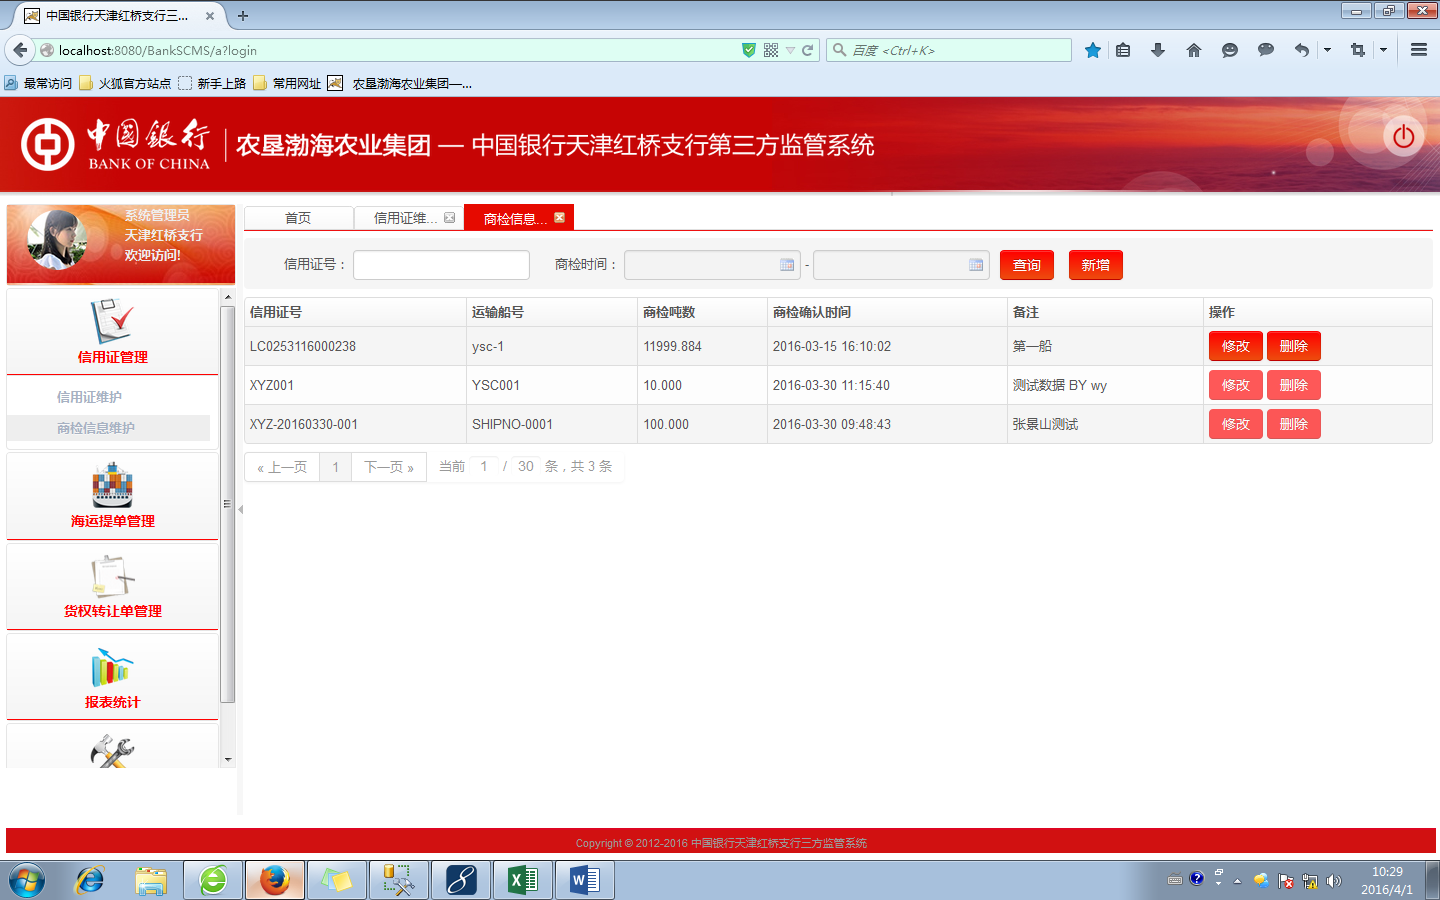 中国银行天津红桥支行三...
localhost:8080/BankSCMS/a?login
百度 <Ctrl+K>
最常访问 火狐官方站点 新手上路 常用网址 农垦渤海农业集团—...
中国银行
BANK OF CHINA
农垦渤海农业集团 — 中国银行天津红桥支行第三方监管系统
系统管理员
天津红桥支行
欢迎访问!
首页 信用证维... 商检信息...
信用证号： 商检时间： - 查询 新增
信用证号 运输船号 商检吨数 商检确认时间 备注 操作
LC0253116000238 ysc-1 11999.884 2016-03-15 16:10:02 第一船 修改 删除
XYZ001 YSC001 10.000 2016-03-30 11:15:40 测试数据 BY wy 修改 删除
XYZ-20160330-001 SHIPNO-0001 100.000 2016-03-30 09:48:43 张景山测试 修改 删除
« 上一页 1 下一页 » 当前 1 / 30 条，共 3 条
信用证管理
信用证维护
商检信息维护
海运提单管理
货权转让单管理
报表统计
Copyright © 2012-2016 中国银行天津红桥支行三方监管系统
10:29
2016/4/1